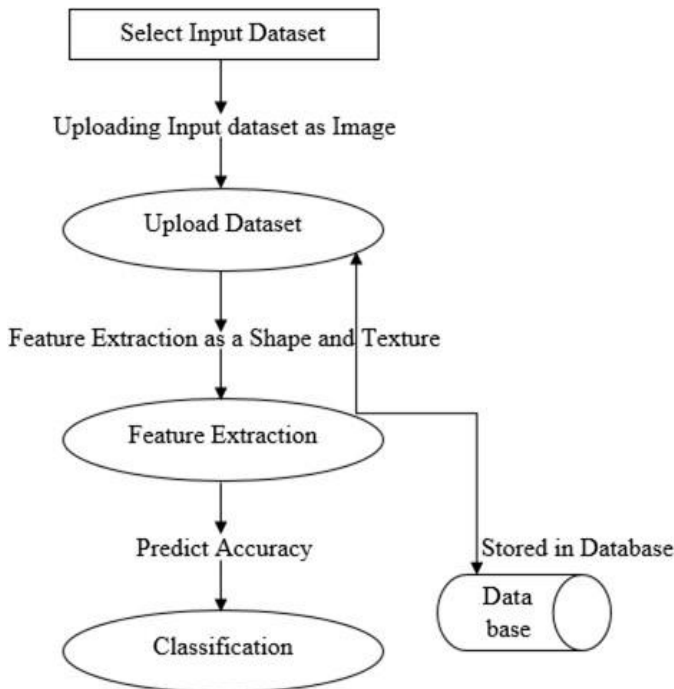 Select Input Dataset
Uploading Input dataset as Image
Upload Dataset
Feature Extraction as a Shape and Texture
Feature Extraction
Predict Accuracy
Stored in Database
Data
base
Classification